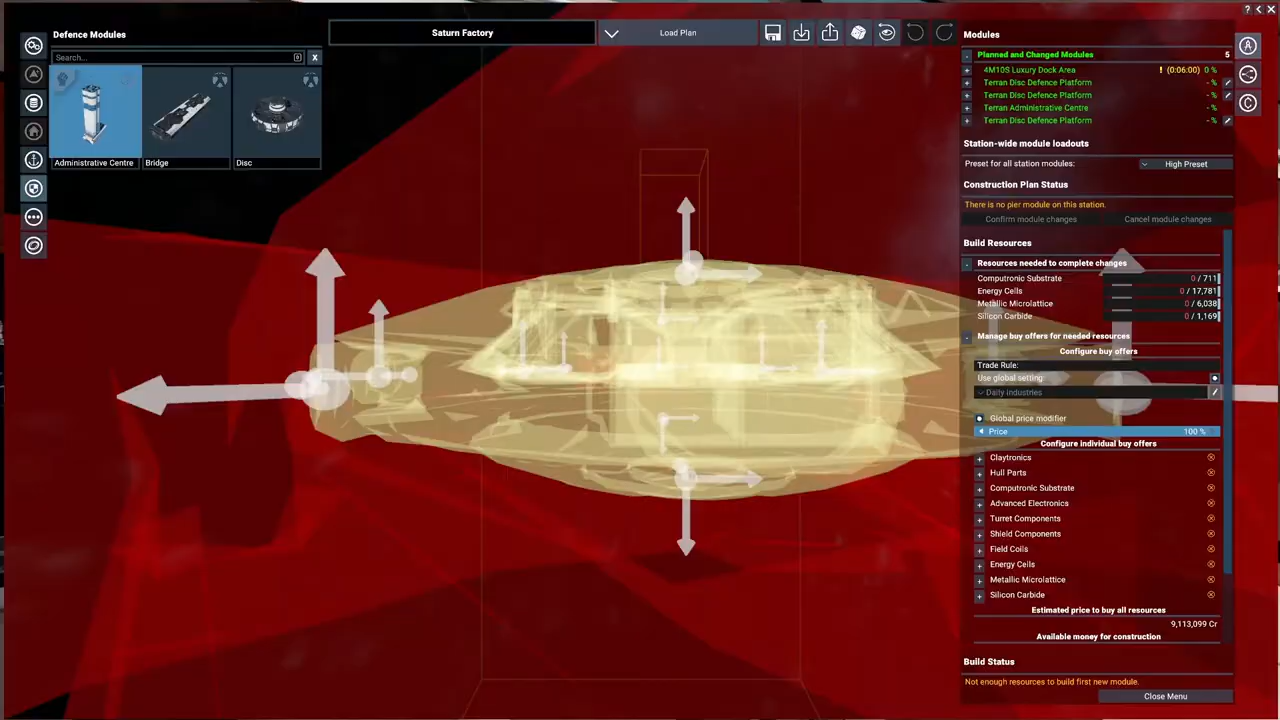 Defence Modules
Search...
x
Administrative Centre
Bridge
Disc
Saturn Factory
Load Plan
?
Modules
Planned and Changed Modules 5
4M10S Luxury Dock Area ! (0:06:00) 0 %
Terran Disc Defence Platform - %
Terran Disc Defence Platform - %
Terran Administrative Centre - %
Terran Disc Defence Platform - %
Station-wide module loadouts
Preset for all station modules: High Preset
Construction Plan Status
There is no pier module on this station.
Confirm module changes Cancel module changes
Build Resources
Resources needed to complete changes
Computronic Substrate 0 / 711
Energy Cells 0 / 17,781
Metallic Microlattice 0 / 6,038
Silicon Carbide 0 / 1,169
Manage buy offers for needed resources
Configure buy offers
Trade Rule:
Use global setting
Daily Industries
Global price modifier
Price 100 %
Configure individual buy offers
Claytronics
Hull Parts
Computronic Substrate
Advanced Electronics
Turret Components
Shield Components
Field Coils
Energy Cells
Metallic Microlattice
Silicon Carbide
Estimated price to buy all resources
9,113,099 Cr
Available money for construction
Build Status
Not enough resources to build first new module.
Close Menu